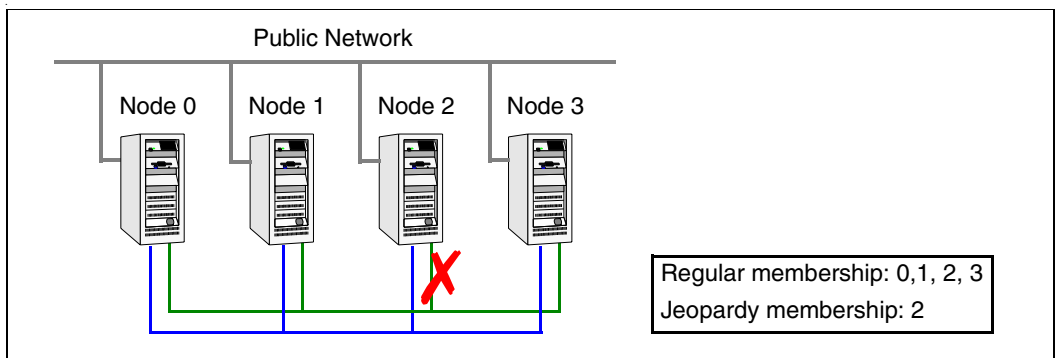 Public Network
Node 0
Node 1
Node 2
Node 3
Regular membership: 0,1, 2, 3
Jeopardy membership: 2